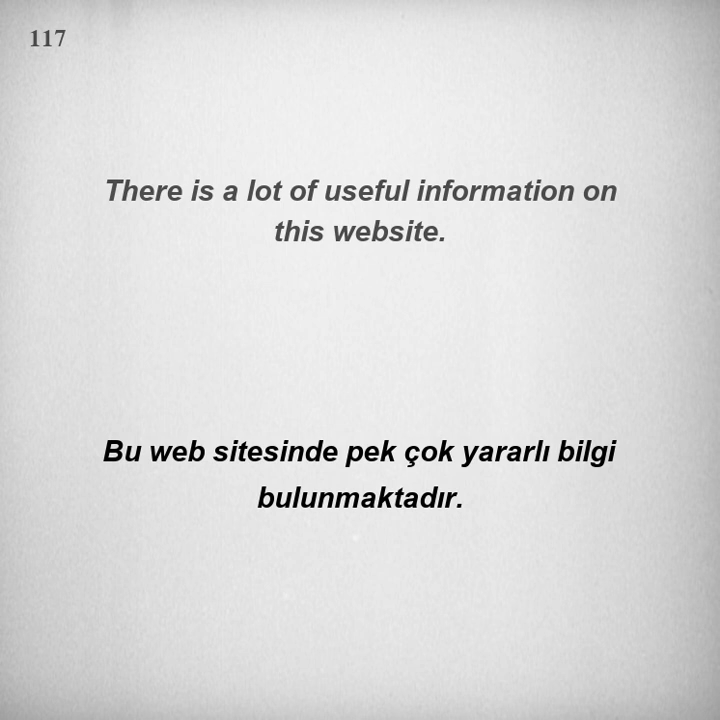 117
There is a lot of useful information on
this website.
Bu web sitesinde pek çok yararlı bilgi
bulunmaktadır.